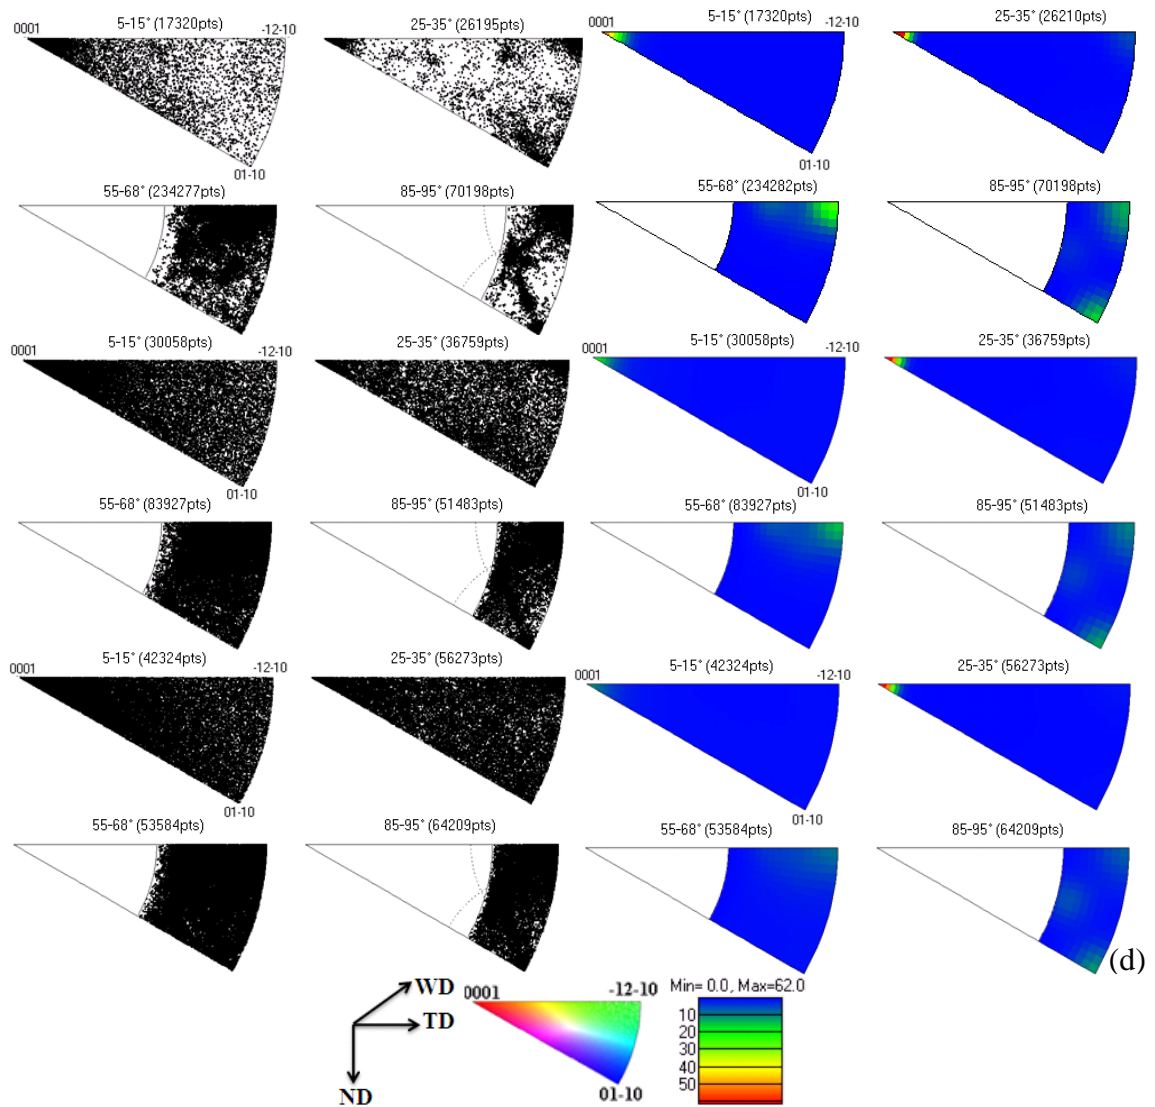 5-15° (17320pts) 25-35° (26195pts) 5-15° (17320pts) 25-35° (26210pts)
0001 -12-10 0001 -12-10
01-10 01-10
55-68° (234277pts) 85-95° (70198pts) 55-68° (234282pts) 85-95° (70198pts)
5-15° (30058pts) 25-35° (36759pts) 5-15° (30058pts) 25-35° (36759pts)
0001 -12-10 0001 -12-10
01-10 01-10
55-68° (83927pts) 85-95° (51483pts) 55-68° (83927pts) 85-95° (51483pts)
5-15° (42324pts) 25-35° (56273pts) 5-15° (42324pts) 25-35° (56273pts)
0001 -12-10 0001 -12-10
01-10 01-10
55-68° (53584pts) 85-95° (64209pts) 55-68° (53584pts) 85-95° (64209pts)
(d)
WD 0001 -12-10 Min= 0.0, Max=62.0
TD
ND
01-10
10
20
30
40
50